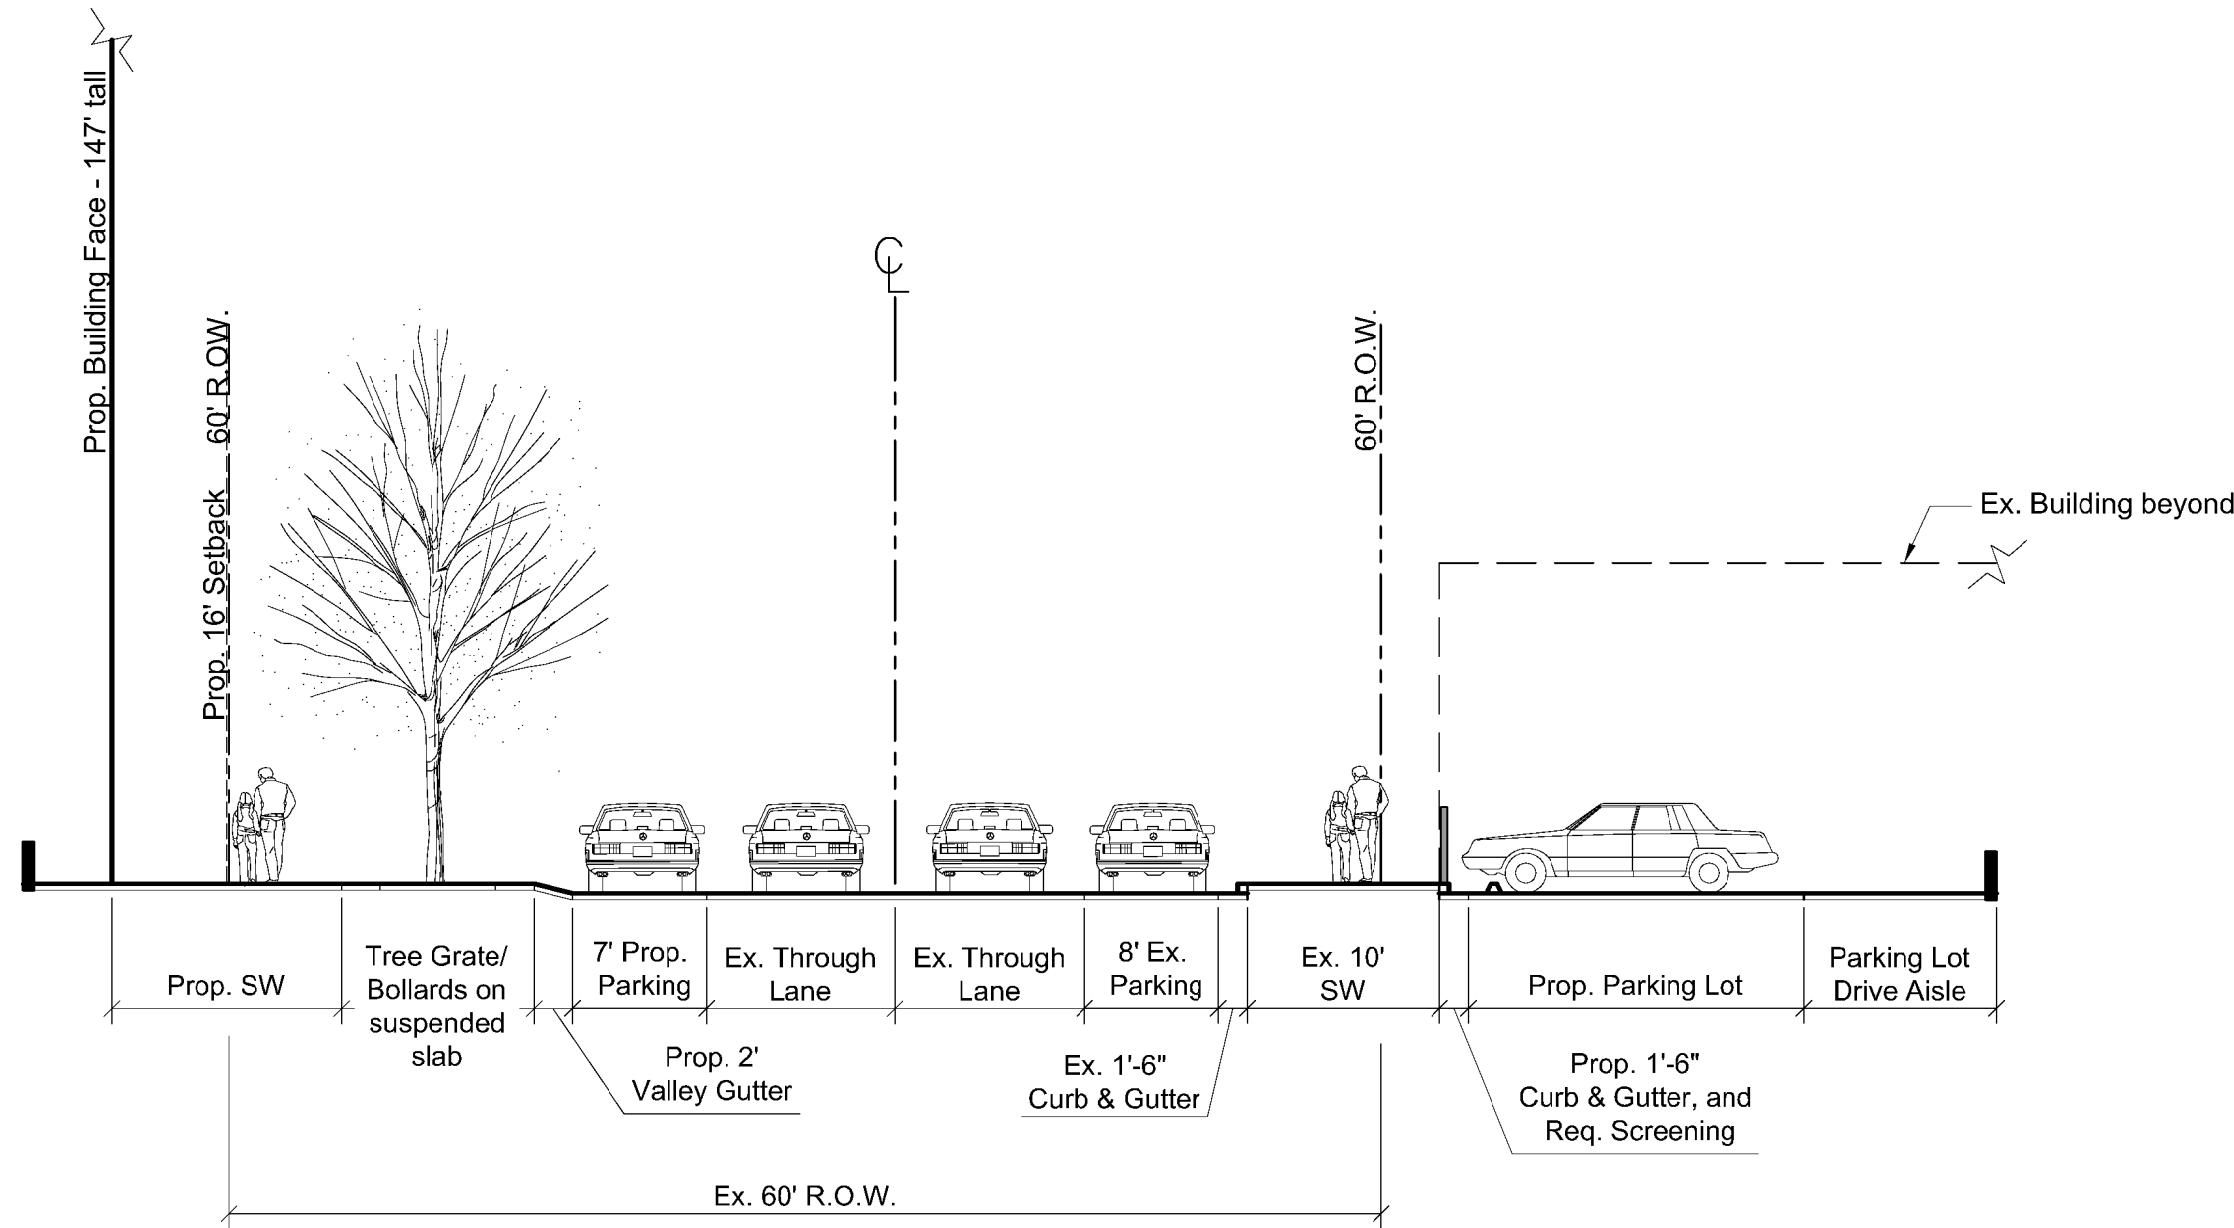 Prop. Building Face - 147' tall
Prop. 16' Setback
60' R.OW.
CL
60' R.O.W.
Ex. Building beyond
Prop. SW
Tree Grate/
Bollards on
suspended
slab
7' Prop.
Parking
Ex. Through
Lane
Ex. Through
Lane
8' Ex.
Parking
Ex. 10'
SW
Prop. Parking Lot
Parking Lot
Drive Aisle
Prop. 2'
Valley Gutter
Ex. 1'-6"
Curb & Gutter
Prop. 1'-6"
Curb & Gutter, and
Req. Screening
Ex. 60' R.O.W.